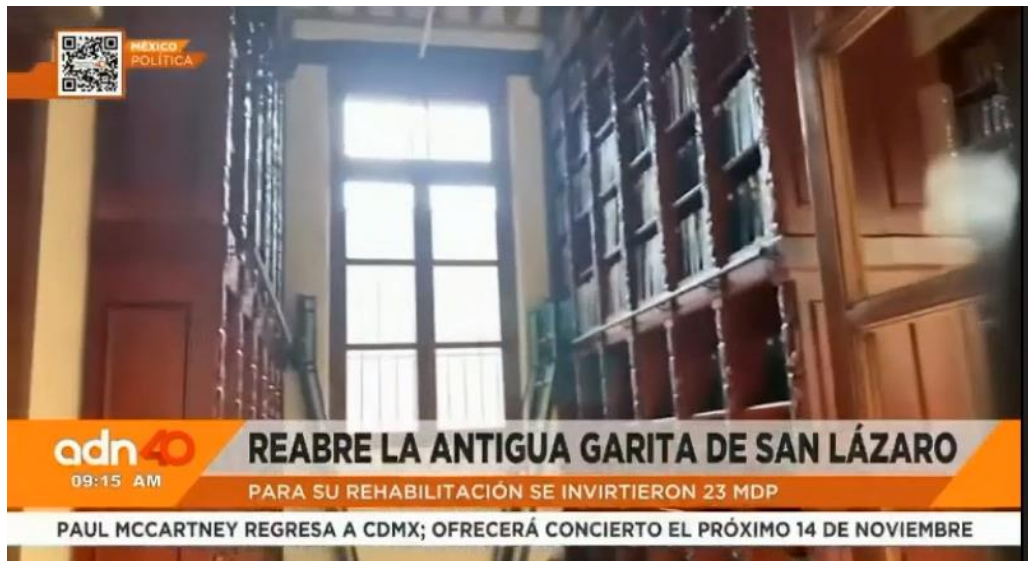 MÉXICO
POLÍTICA
adn40
09:15 AM
REABRE LA ANTIGUA GARITA DE SAN LÁZARO
PARA SU REHABILITACIÓN SE INVIRTIERON 23 MDP
PAUL MCCARTNEY REGRESA A CDMX; OFRECERÁ CONCIERTO EL PRÓXIMO 14 DE NOVIEMBRE